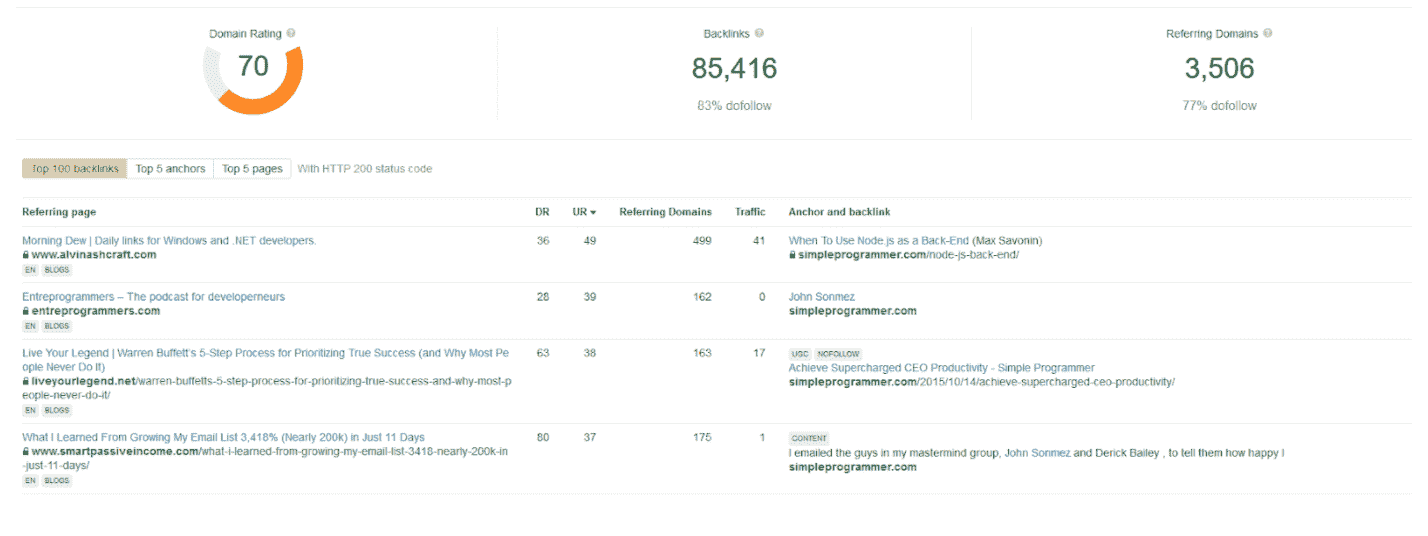 Domain Rating
Backlinks
Referring Domains
70
85,416
3,506
83% dofollow
77% dofollow
Top 100 backlinks Top 5 anchors Top 5 pages With HTTP 200 status code
Referring page DR UR Referring Domains Traffic Anchor and backlink
Morning Dew | Daily links for Windows and .NET developers. 36 49 499 41 When To Use Node.js as a Back-End (Max Savonin)
www.alvinashcraft.com simpleprogrammer.com/node-js-back-end/
EN BLOGS
Entreprogrammers – The podcast for developerneurs 28 39 162 0 John Sonmez
entreprogrammers.com simpleprogrammer.com
EN BLOGS
Live Your Legend | Warren Buffett's 5-Step Process for Prioritizing True Success (and Why Most Pe 63 38 163 17 UGC NOFOLLOW
ople Never Do It) Achieve Supercharged CEO Productivity - Simple Programmer
liveyourlegend.net/warren-buffetts-5-step-process-for-prioritizing-true-success-and-why-most-p simpleprogrammer.com/2015/10/14/achieve-supercharged-ceo-productivity/
eople-never-do-it/
EN BLOGS
What I Learned From Growing My Email List 3,418% (Nearly 200k) in Just 11 Days 80 37 175 1 CONTENT
www.smartpassiveincome.com/what-i-learned-from-growing-my-email-list-3418-nearly-200k-in I emailed the guys in my mastermind group, John Sonmez and Derick Bailey , to tell them how happy I
-just-11-days/ simpleprogrammer.com
EN BLOGS